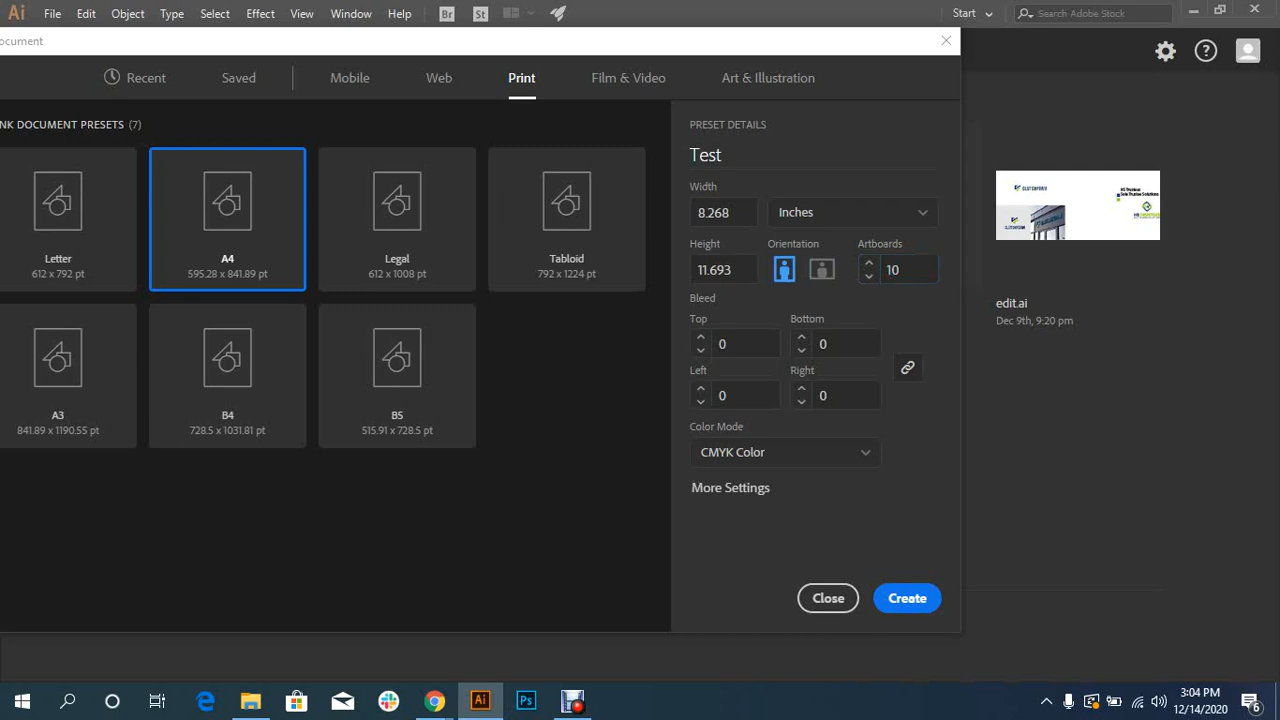 Ai File Edit Object Type Select Effect View Window Help Br St Start Search Adobe Stock
ocument
Recent Saved Mobile Web Print Film & Video Art & Illustration
NK DOCUMENT PRESETS (7)
Letter
612 x 792 pt
A4
595.28 x 841.89 pt
Legal
612 x 1008 pt
Tabloid
792 x 1224 pt
A3
841.89 x 1190.55 pt
B4
728.5 x 1031.81 pt
B5
515.91 x 728.5 pt
PRESET DETAILS
Test
Width
8.268 Inches
Height Orientation Artboards
11.693 10
Bleed
Top Bottom
0 0
Left Right
0 0
Color Mode
CMYK Color
More Settings
Close Create
edit.ai
Dec 9th, 9:20 pm
Ai Ps
5:04 PM
12/14/2020
6